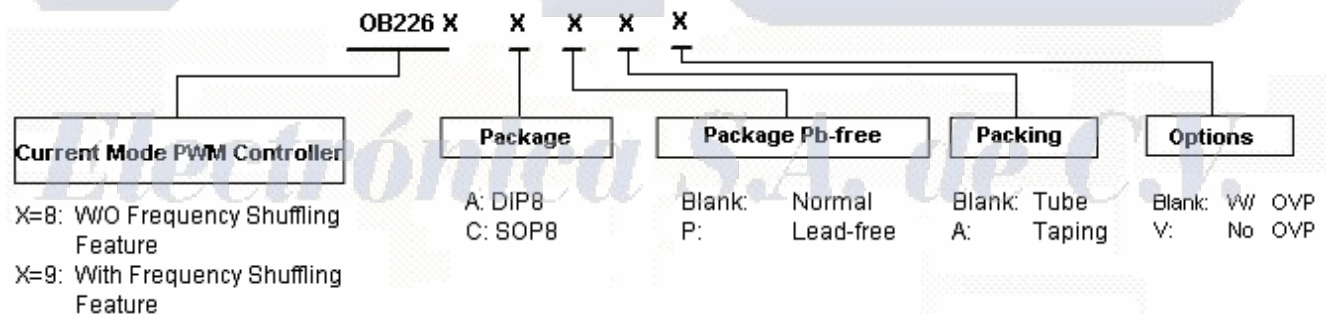 OB226 X X X X X
Current Mode PWM Controller
X=8: W/O Frequency Shuffling
Feature
X=9: With Frequency Shuffling
Feature
Package
A: DIP8
C: SOP8
Package Pb-free
Blank: Normal
P: Lead-free
Packing
Blank: Tube
A: Taping
Options
Blank: W/ OVP
V: No OVP
Electrónica S.A. de C.V.